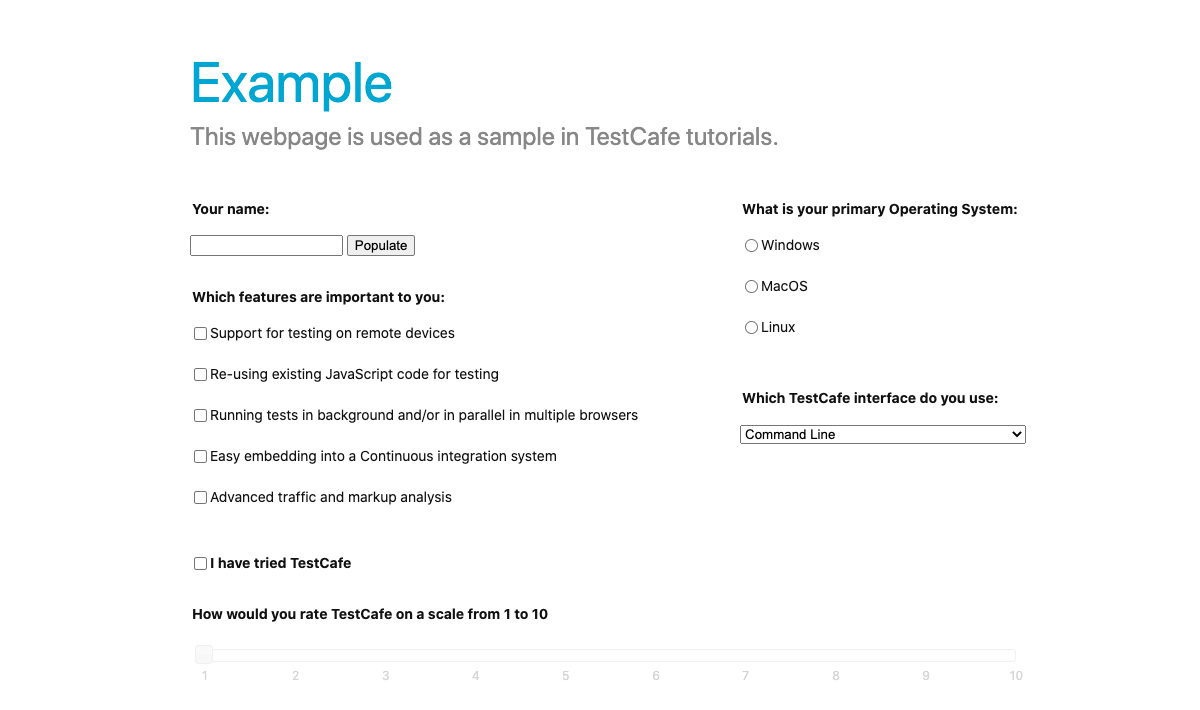 Example
This webpage is used as a sample in TestCafe tutorials.
Your name:
Populate
Which features are important to you:
Support for testing on remote devices
Re-using existing JavaScript code for testing
Running tests in background and/or in parallel in multiple browsers
Easy embedding into a Continuous integration system
Advanced traffic and markup analysis
I have tried TestCafe
What is your primary Operating System:
Windows
MacOS
Linux
Which TestCafe interface do you use:
Command Line
How would you rate TestCafe on a scale from 1 to 10
1 2 3 4 5 6 7 8 9 10